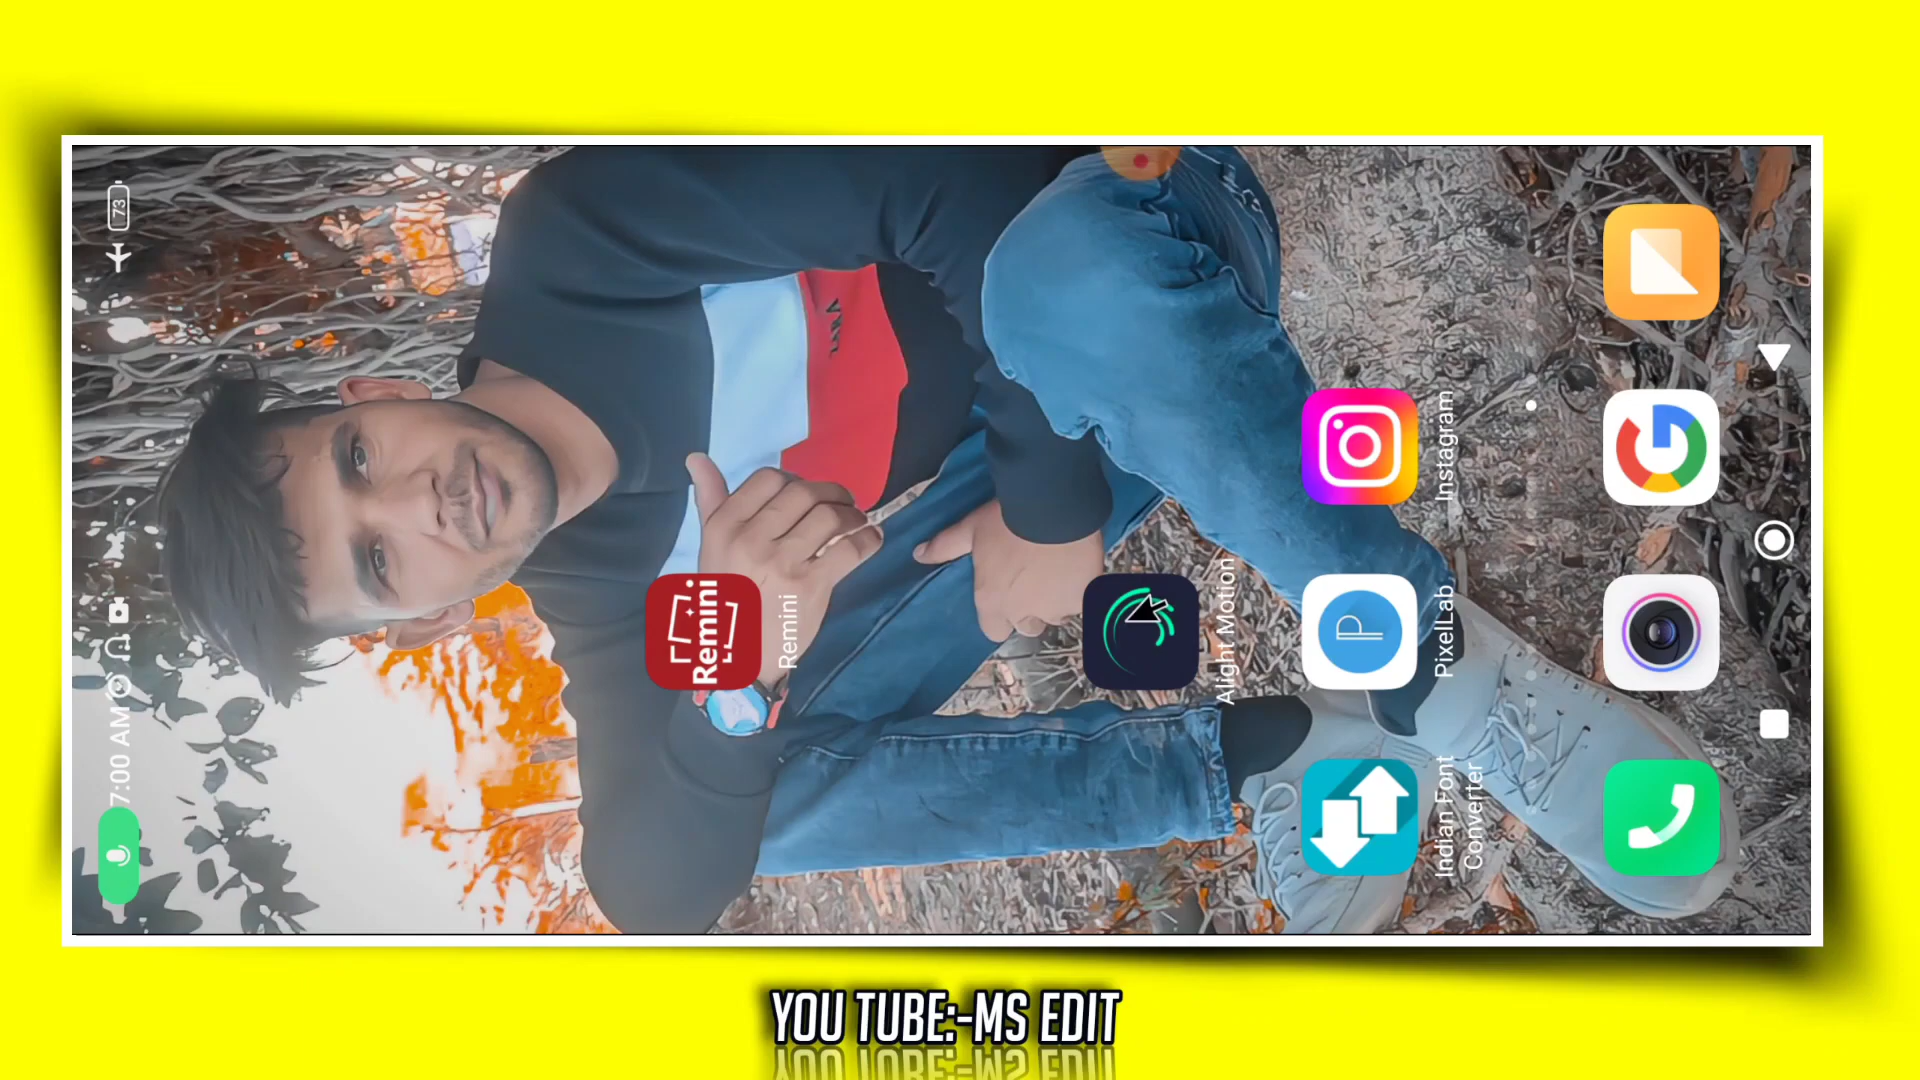 7:00 AM
73
Remini
Remini
Alight Motion
Instagram
PixelLab
Indian Font
Converter
YOU TUBE:-MS EDIT